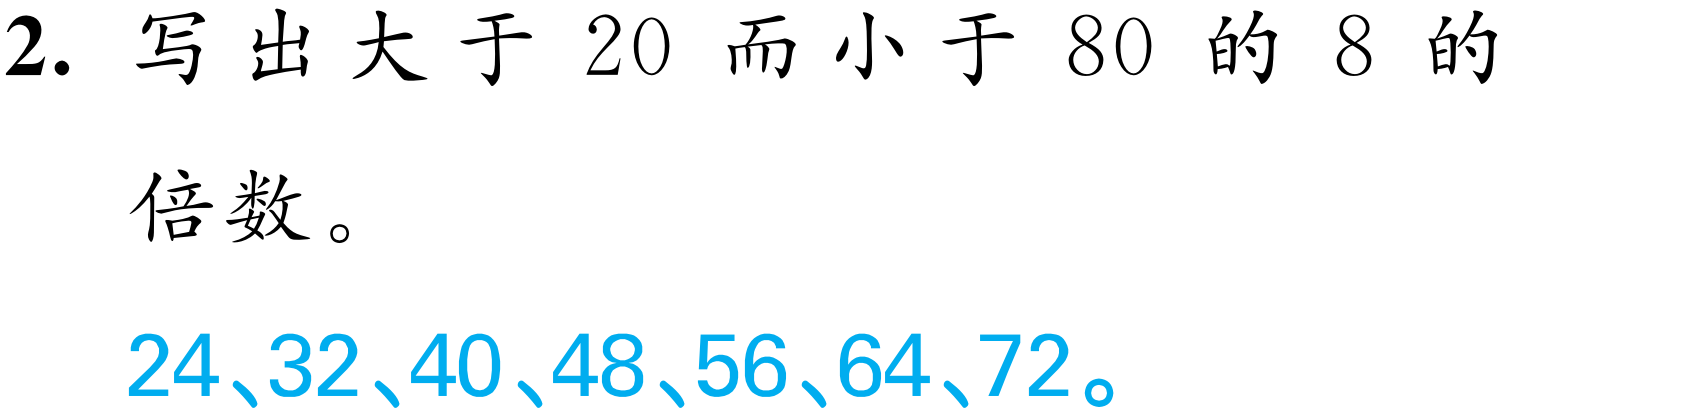 2. 写出大于 20 而小于 80 的 8 的
倍数。
24、32、40、48、56、64、72。